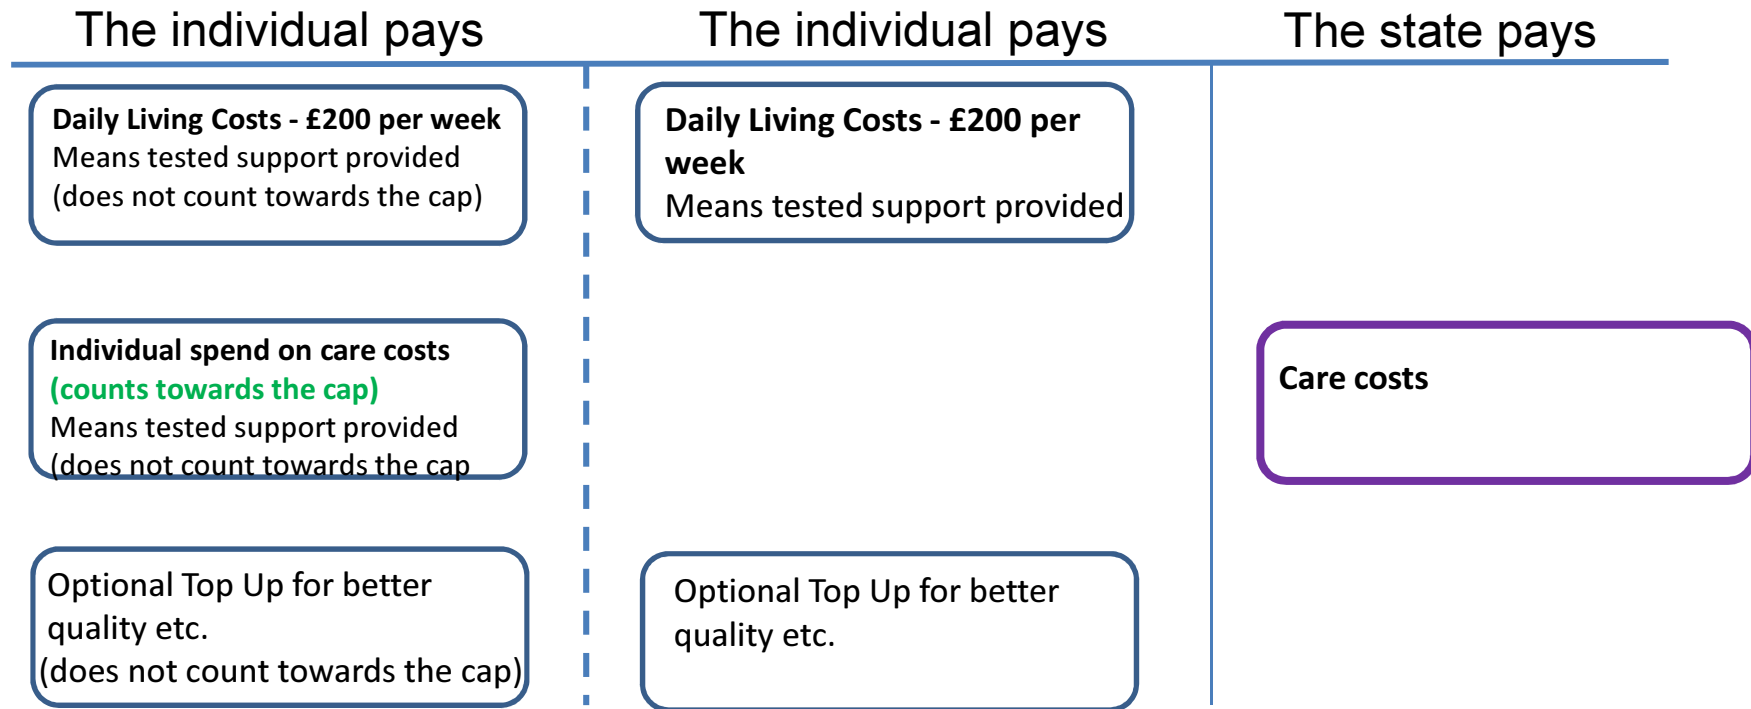 The individual pays
The individual pays
The state pays
Daily Living Costs - £200 per week
Means tested support provided
(does not count towards the cap)
Daily Living Costs - £200 per
week
Means tested support provided
Individual spend on care costs
(counts towards the cap)
Means tested support provided
(does not count towards the cap
Care costs
Optional Top Up for better
quality etc.
(does not count towards the cap)
Optional Top Up for better
quality etc.